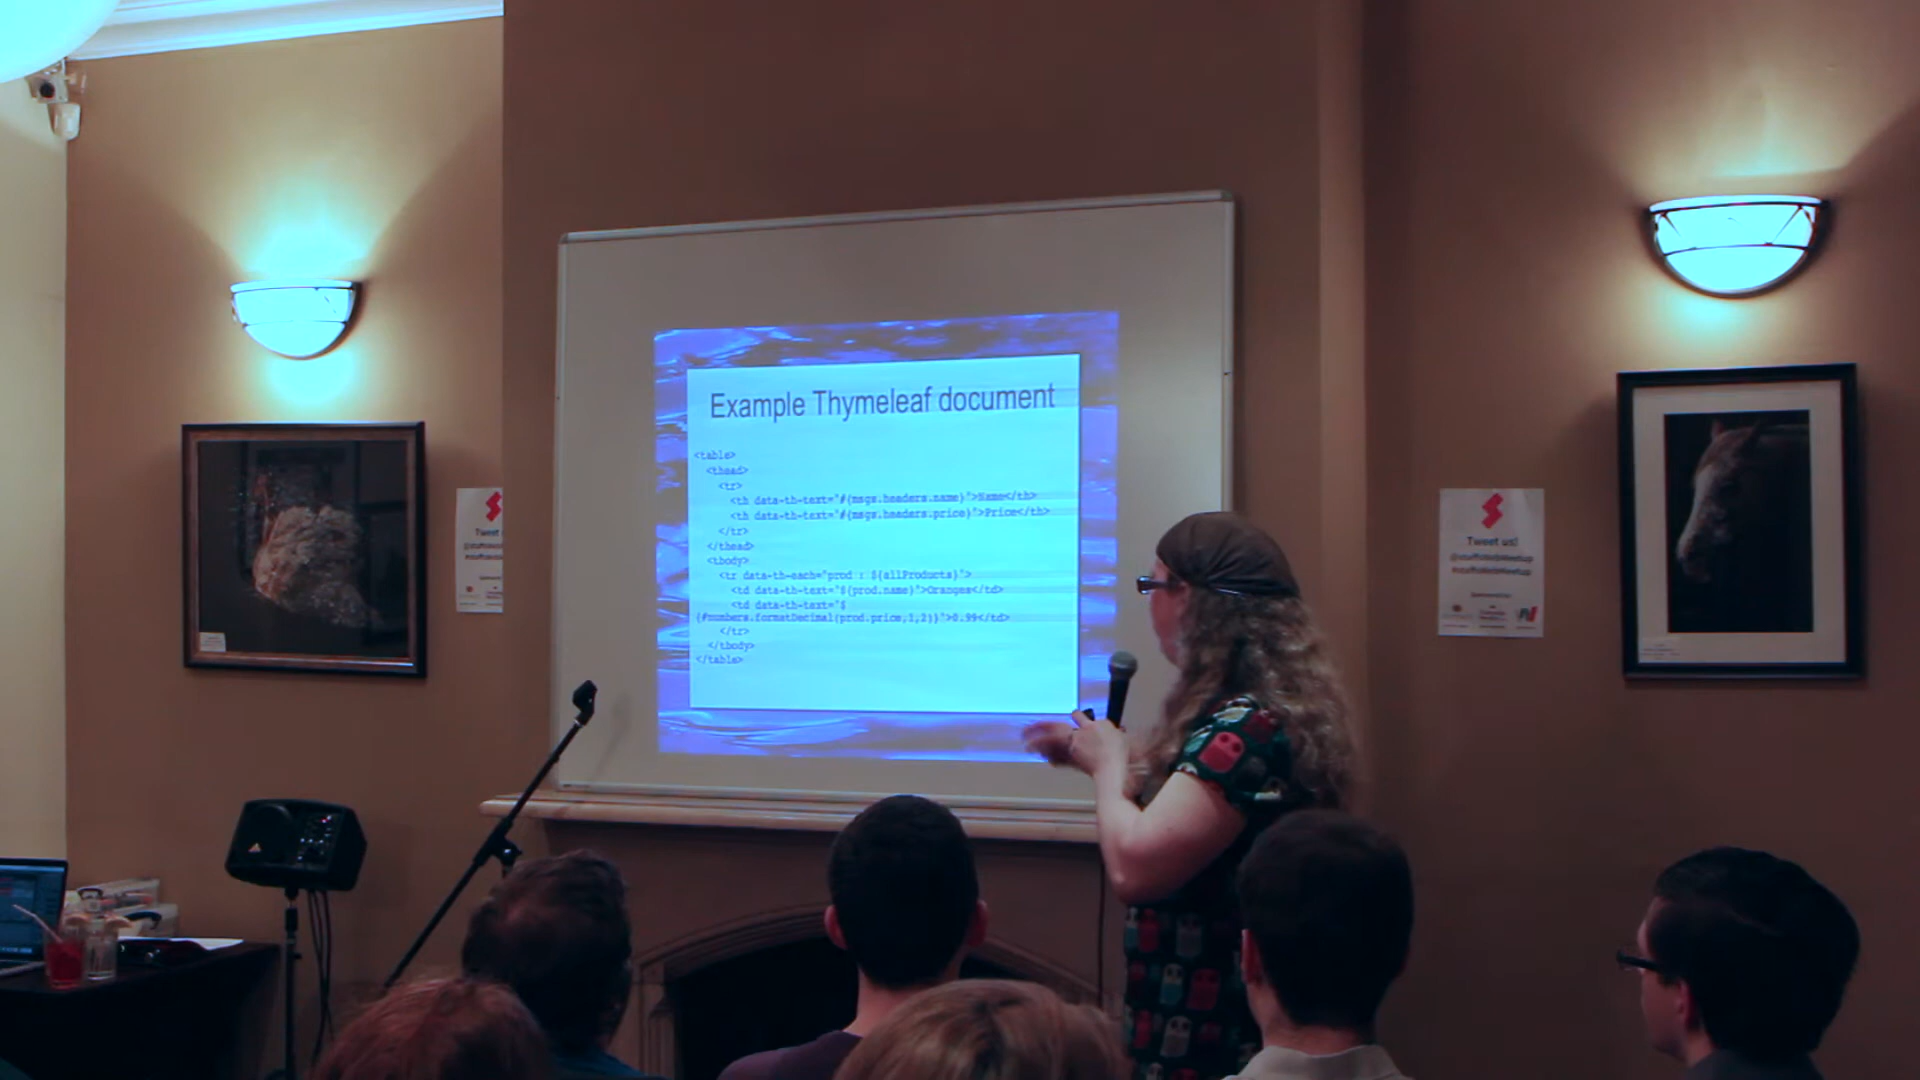 Example Thymeleaf document
<table>
<thead>
<tr>
<th data-th-text="#{msgs.headers.name}">Name</th>
<th data-th-text="#{msgs.headers.price}">Price</th>
</tr>
</thead>
<tbody>
<tr data-th-each="prod : ${allProducts}">
<td data-th-text="${prod.name}">Oranges</td>
<td data-th-text="$
{#numbers.formatDecimal(prod.price,1,2)}">0.99</td>
</tr>
</tbody>
</table>
Tweet
Tweet us!
@staffsWebMeetup
#staffsWebMeetup